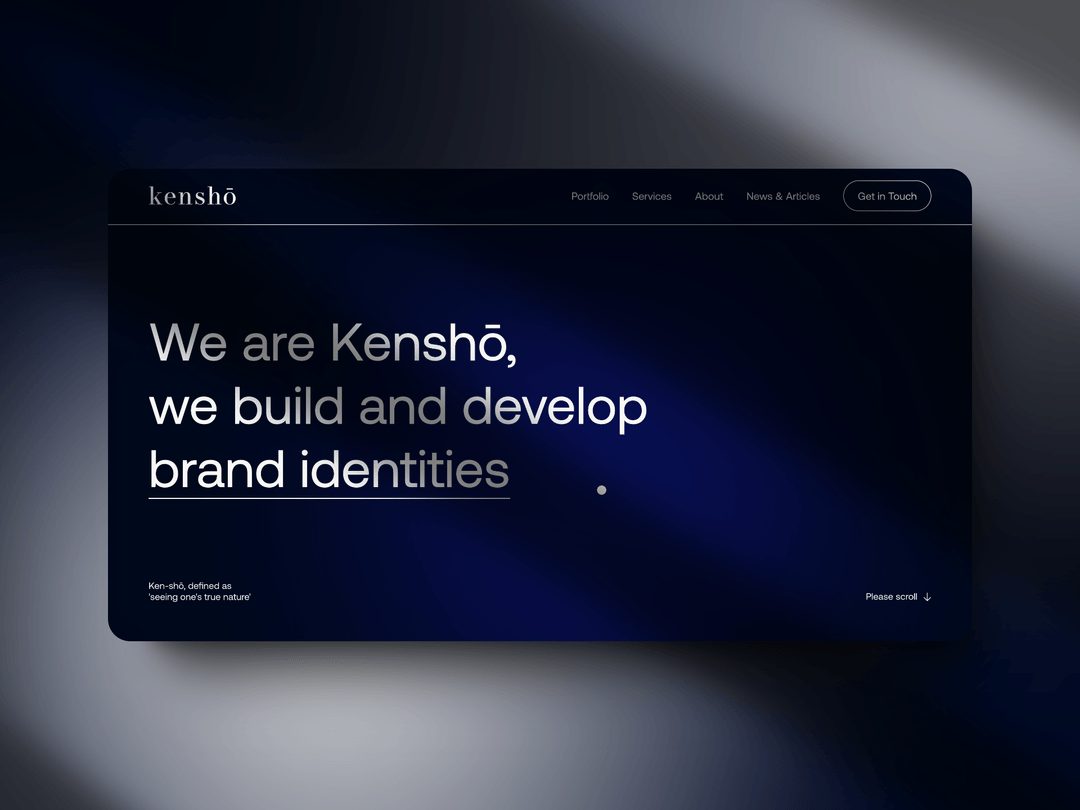 kenshō
Portfolio Services About News & Articles Get in Touch
We are Kenshō,
we build and develop
brand identities
Ken-shō, defined as
'seeing one's true nature'
Please scroll ↓